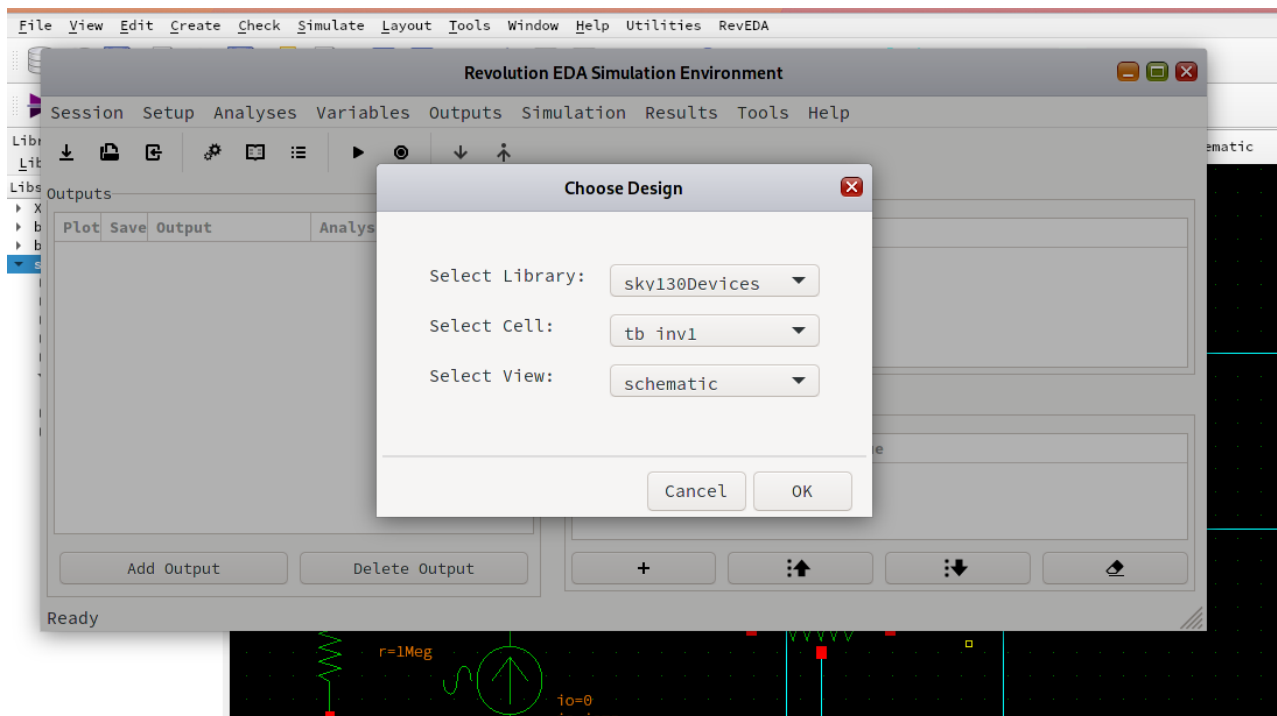 File View Edit Create Check Simulate Layout Tools Window Help Utilities RevEDA
Revolution EDA Simulation Environment
Session Setup Analyses Variables Outputs Simulation Results Tools Help
ematic
Libs
Outputs
Plot Save Output Analys
Choose Design
Select Library: sky130Devices
Select Cell: tb inv1
Select View: schematic
Cancel OK
Add Output Delete Output +
Ready
r=1Meg
io=0